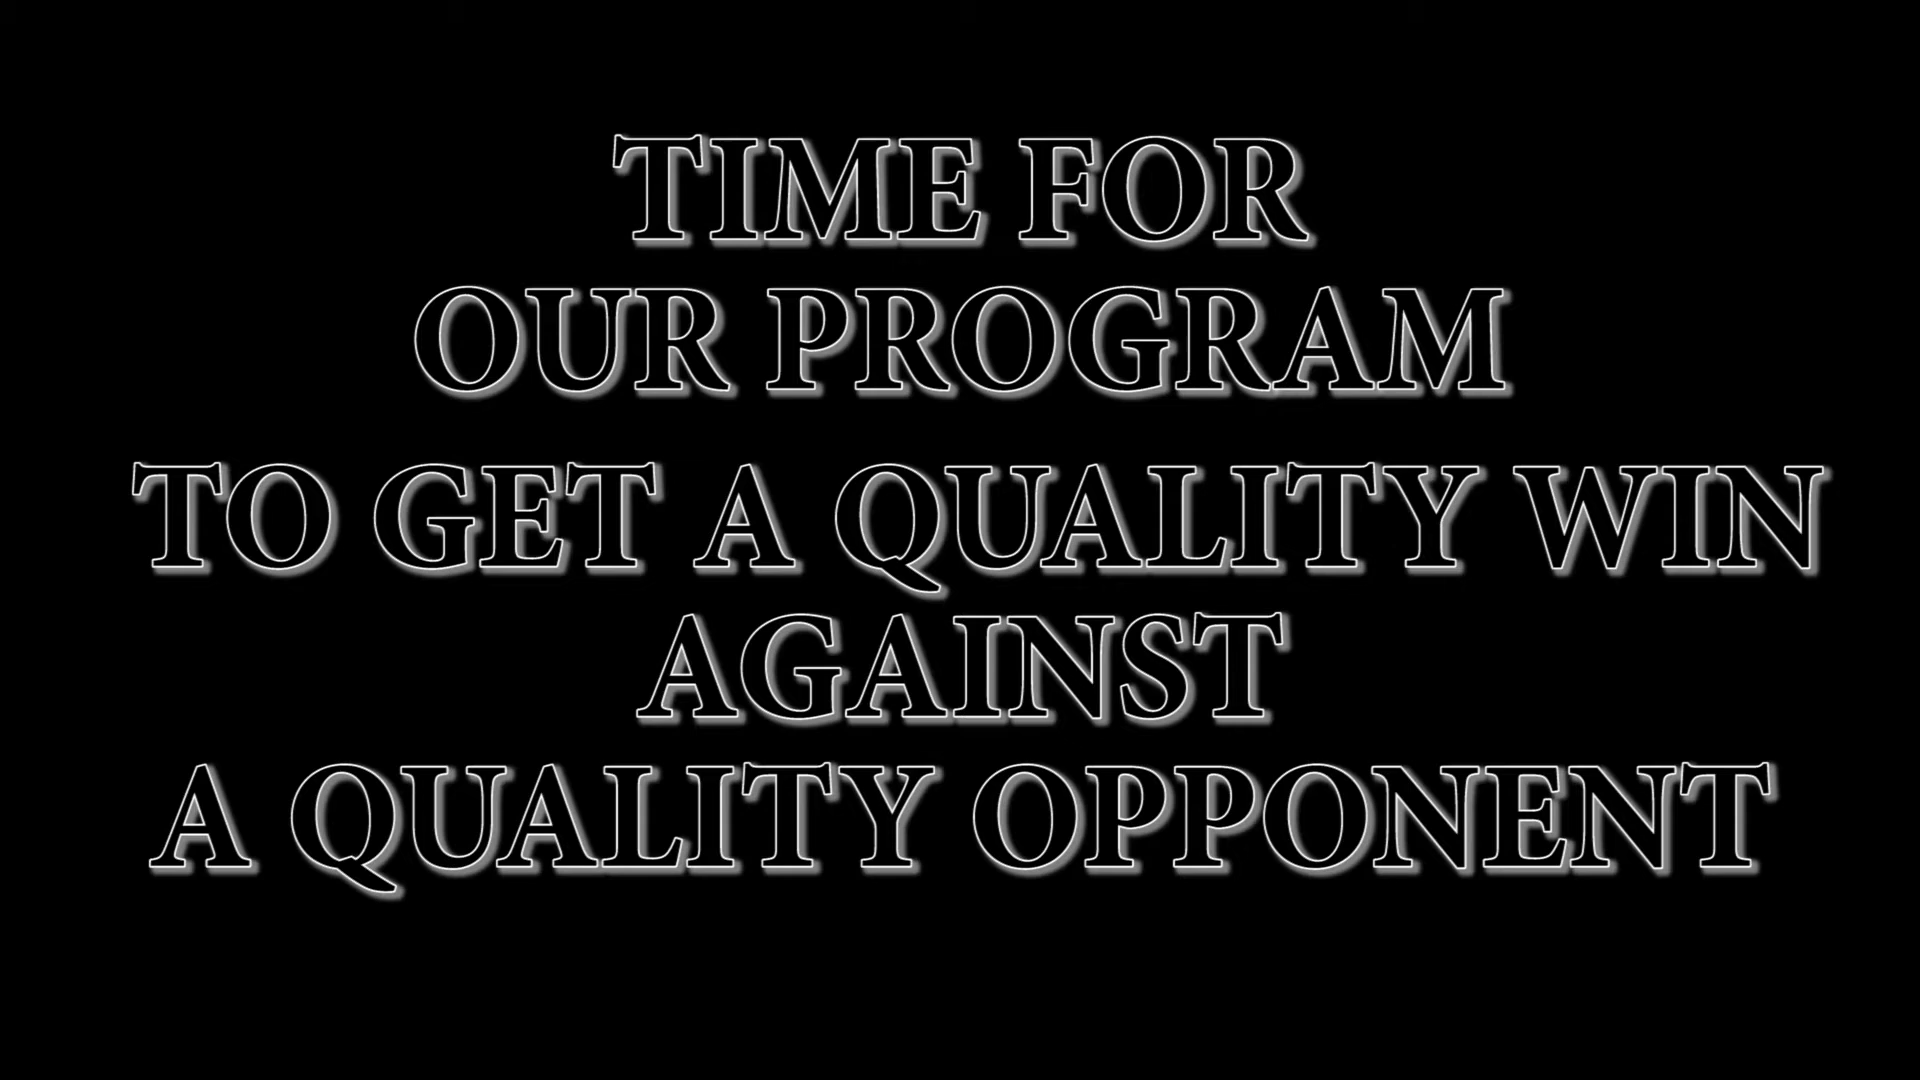 TIME FOR
OUR PROGRAM
TO GET A QUALITY WIN
AGAINST
A QUALITY OPPONENT